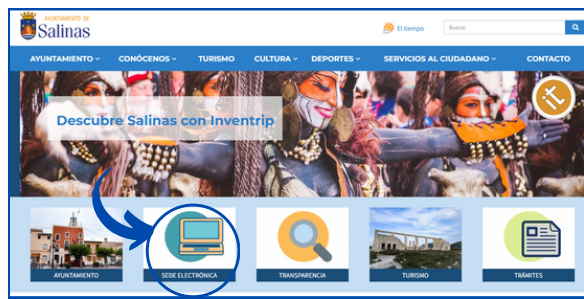 AYUNTAMIENTO DE
Salinas
El tiempo
Buscar
AYUNTAMIENTO CONÓCENOS TURISMO CULTURA DEPORTES SERVICIOS AL CIUDADANO CONTACTO
it
Descubre Salinas con Inventrip
AYUNTAMIENTO SEDE ELECTRÓNICA TRANSPARENCIA TURISMO TRÁMITES